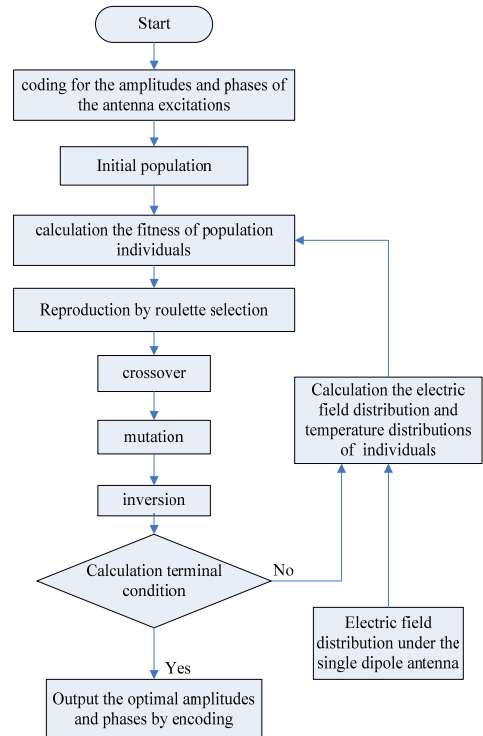 Start
coding for the amplitudes and phases of
the antenna excitations
Initial population
calculation the fitness of population
individuals
Reproduction by roulette selection
crossover
mutation
inversion
Calculation terminal
condition
No
Yes
Output the optimal amplitudes
and phases by encoding
Calculation the electric
field distribution and
temperature distributions
of individuals
Electric field
distribution under the
single dipole antenna